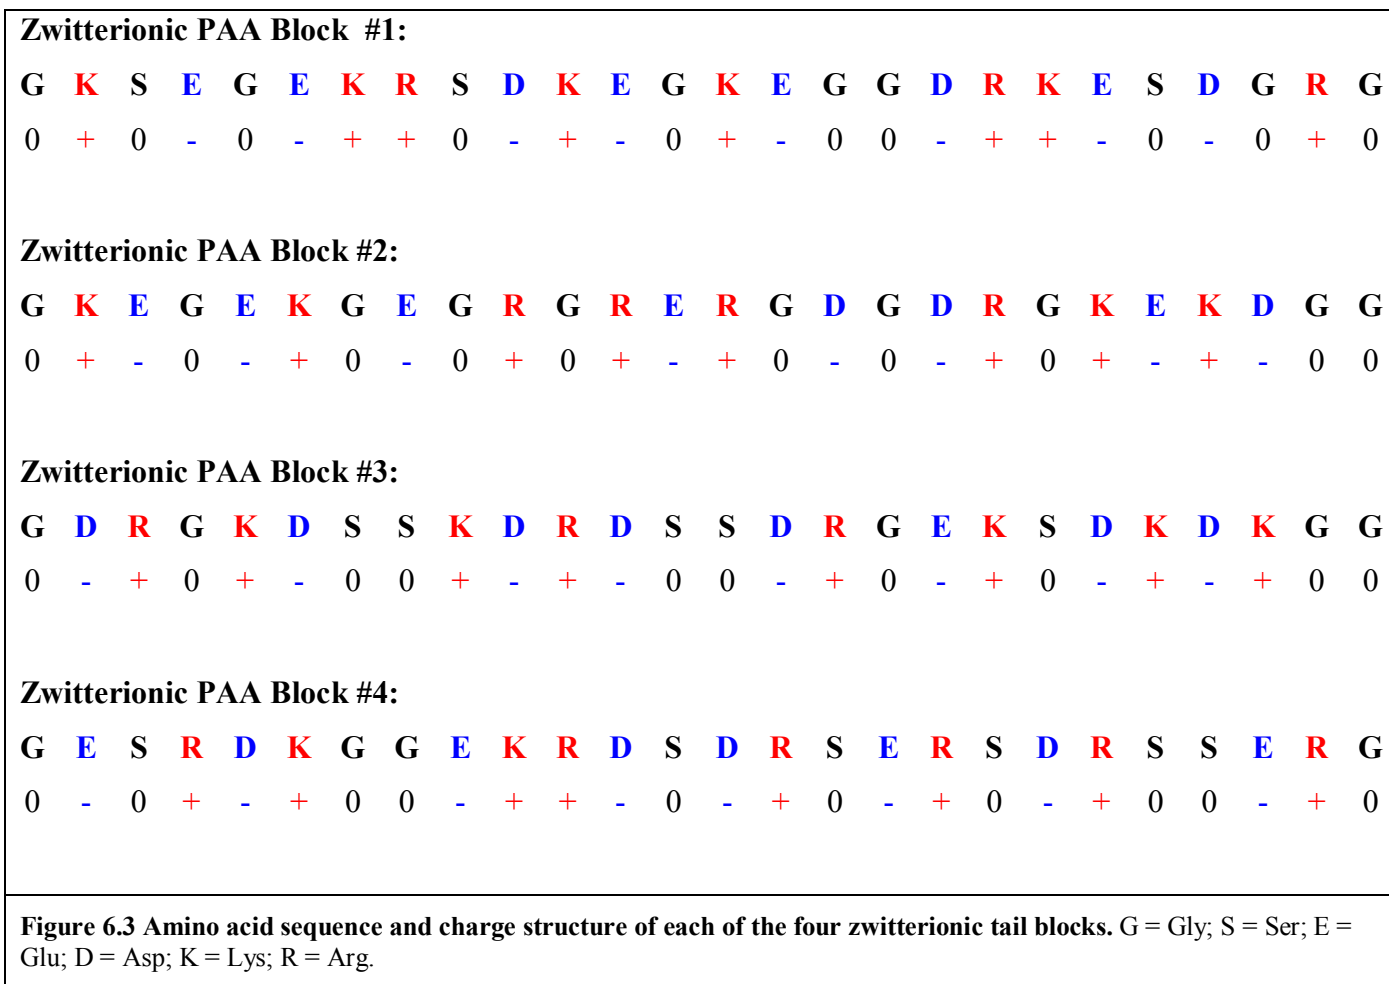 Zwitterionic PAA Block #1:
G K S E G E K R S D K E G K E G G D R K E S D G R G
0 + 0 - 0 - + + 0 - + - 0 + - 0 0 - + + - 0 - 0 + 0
Zwitterionic PAA Block #2:
G K E G E K G E G R G R E R G D G D R G K E K D G G
0 + - 0 - + 0 - 0 + 0 + - + 0 - 0 - + 0 + - + - 0 0
Zwitterionic PAA Block #3:
G D R G K D S S K D R D S S D R G E K S D K D K G G
0 - + 0 + - 0 0 + - + - 0 0 - + 0 - + 0 - + - + 0 0
Zwitterionic PAA Block #4:
G E S R D K G G E K R D S D R S E R S D R S S E R G
0 - 0 + - + 0 0 - + + - 0 - + 0 - + 0 - + 0 0 - + 0
Figure 6.3 Amino acid sequence and charge structure of each of the four zwitterionic tail blocks. G = Gly; S = Ser; E =
Glu; D = Asp; K = Lys; R = Arg.